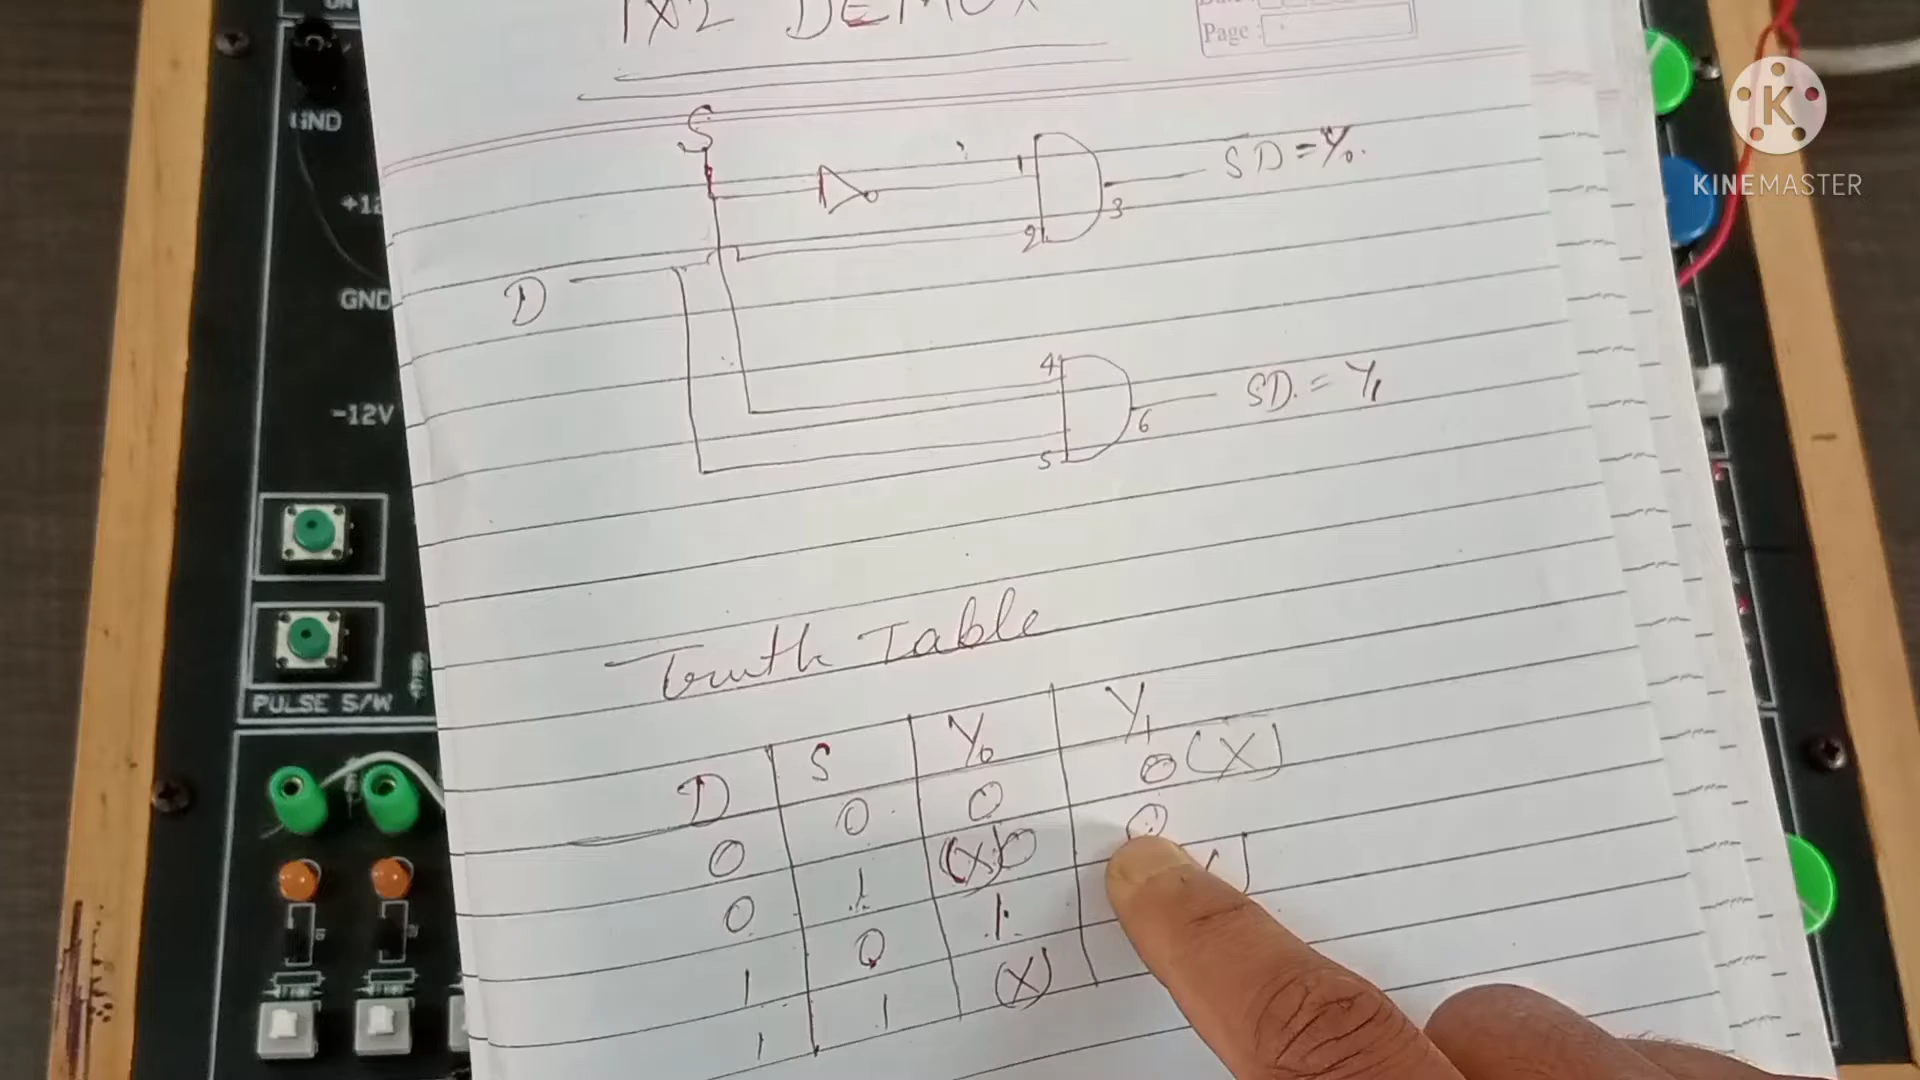 1X2 DEMUX
Page :
K
KINEMASTER
GND
+12
GND
-12V
PULSE S/W
S
1
2
3
SD = Y0.
D
4
5
6
SD. = Y1
Truth Table
D S Y0 Y1
0 0 0 0 (X)
0 1 (X) 0 0
1 0 1
1 1 (X)